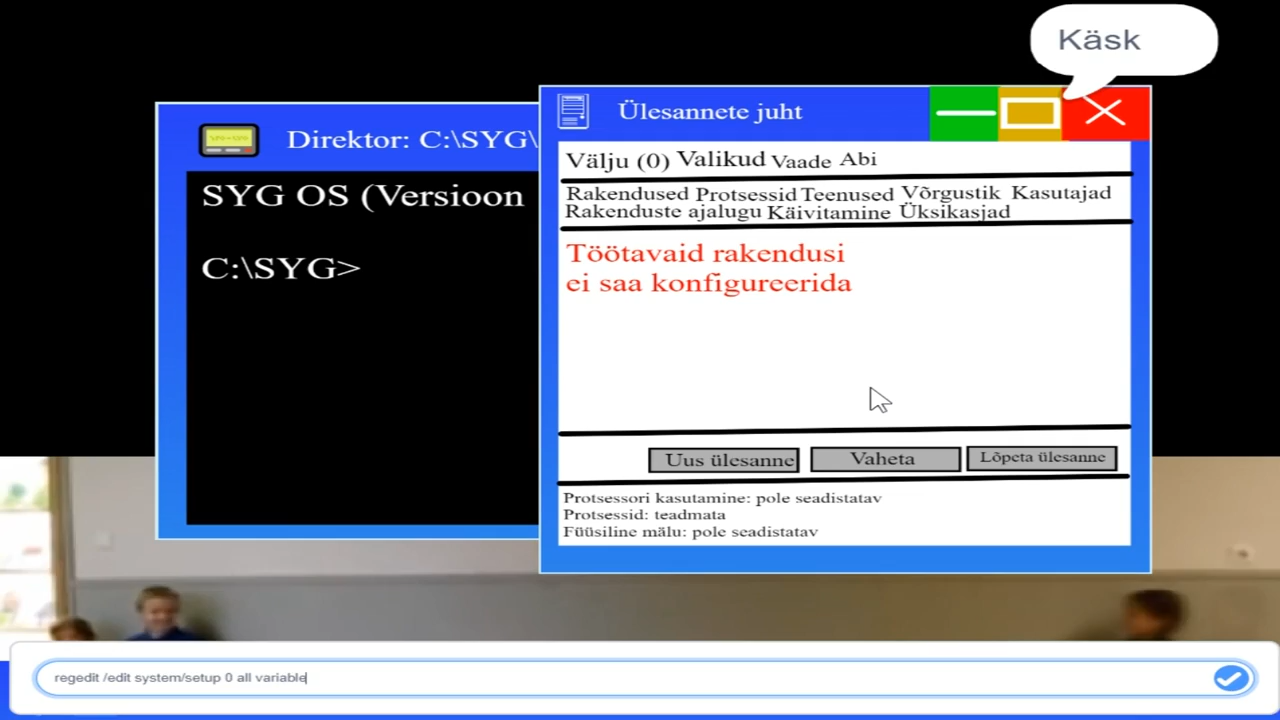 Käsk
Direktor: C:\SYG\
SYG OS (Versioon
C:\SYG>
Ülesannete juht
Välju (0) Valikud Vaade Abi
Rakendused Protsessid Teenused Võrgustik Kasutajad
Rakenduste ajalugu Käivitamine Üksikasjad
Töötavaid rakendusi
ei saa konfigureerida
Uus ülesanne Vaheta Lõpeta ülesanne
Protsessori kasutamine: pole seadistatav
Protsessid: teadmata
Füüsiline mälu: pole seadistatav
regedit /edit system/setup 0 all variable